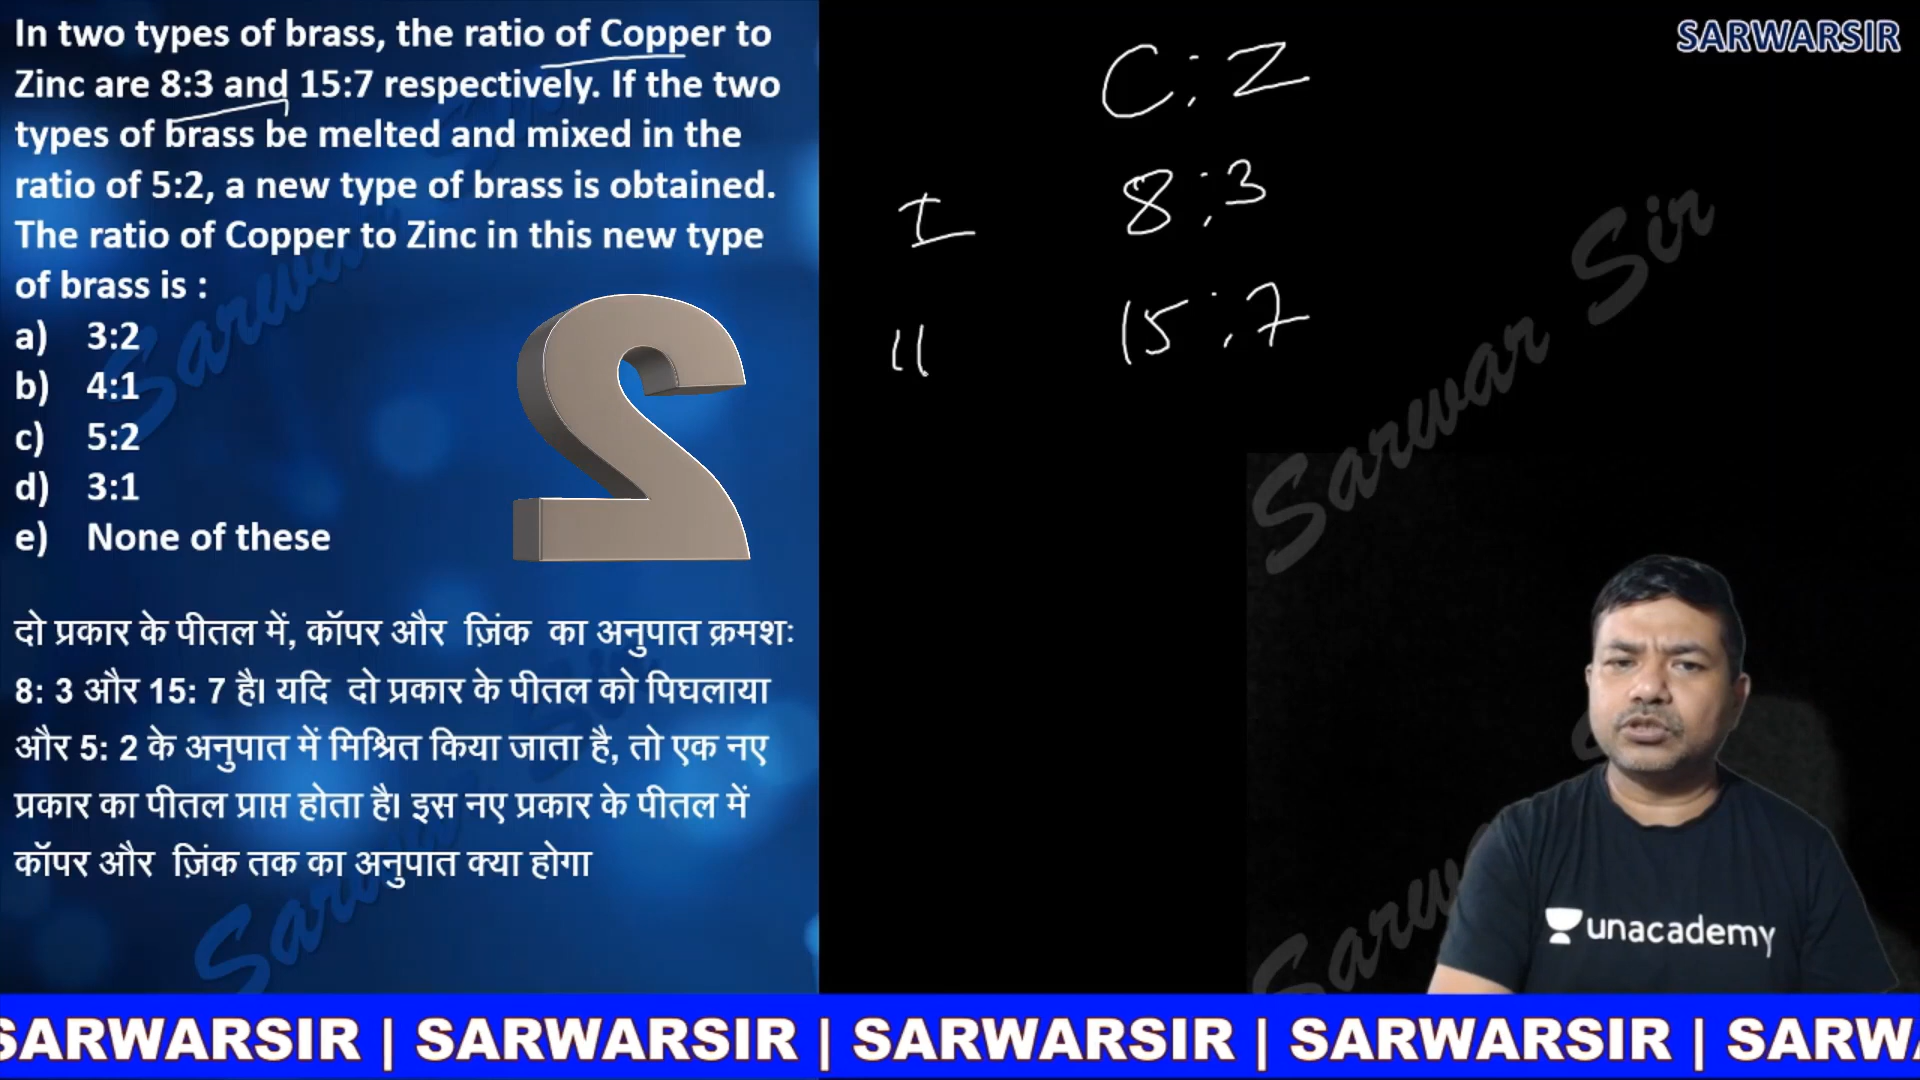 In two types of brass, the ratio of Copper to
Zinc are 8:3 and 15:7 respectively. If the two
types of brass be melted and mixed in the
ratio of 5:2, a new type of brass is obtained.
The ratio of Copper to Zinc in this new type
of brass is :
a) 3:2
b) 4:1
c) 5:2
d) 3:1
e) None of these
दो प्रकार के पीतल में, कॉपर और ज़िंक का अनुपात क्रमशः
8: 3 और 15: 7 है। यदि दो प्रकार के पीतल को पिघलाया
और 5: 2 के अनुपात में मिश्रित किया जाता है, तो एक नए
प्रकार का पीतल प्राप्त होता है। इस नए प्रकार के पीतल में
कॉपर और ज़िंक तक का अनुपात क्या होगा
2
C:Z
I 8:3
II 15:7
SARWARSIR
Sarwar Sir
Sarwar Sir
unacademy
SARWARSIR | SARWARSIR | SARWARSIR | SARWARSIR | SARW